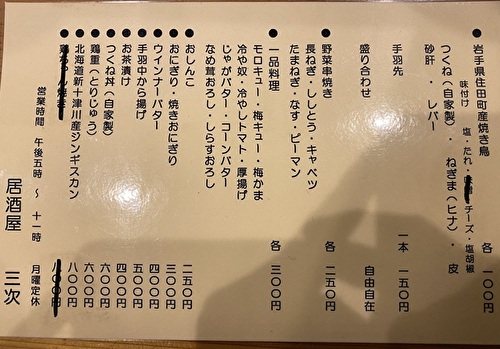 ●岩手県住田町産焼き鳥 各 一〇〇円
味付け 塩・たれ・チーズ・塩胡椒
つくね(自家製)・ねぎま(ヒナ)・皮
砂肝・レバー
手羽先 一本 一五〇円
盛り合わせ 自由自在
●野菜串焼き 各 二五〇円
長ねぎ・ししとう・キャベツ
たまねぎ・なす・ピーマン
●一品料理 各 三〇〇円
モロキュー・梅キュー・梅かま
冷や奴・冷やしトマト・厚揚げ
じゃがバター・コーンバター
なめ茸おろし・しらすおろし
●おしんこ 二五〇円
●おにぎり・焼きおにぎり 三〇〇円
●ウインナーバター 四〇〇円
●手羽中から揚げ 五〇〇円
●お茶漬け 四〇〇円
●つくね丼(自家製) 六〇〇円
●鶏重(とりじゅう) 六〇〇円
●北海道新十津川産ジンギスカン 八〇〇円
●鶏ちゃん焼き 八〇〇円
営業時間 午後五時 ～ 十一時 月曜定休
居酒屋 三次